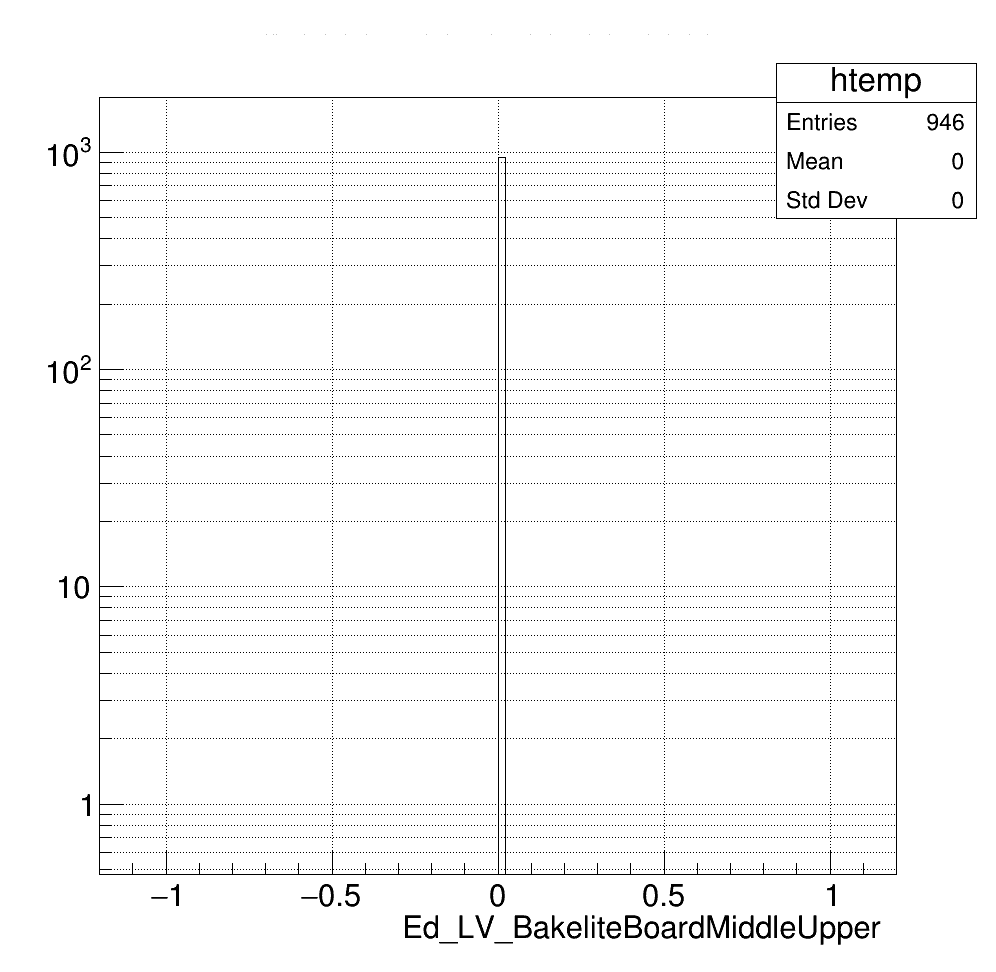 htemp
Entries 946
Mean 0
Std Dev 0
10³
10²
10
1
−1 −0.5 0 0.5 1
Ed_LV_BakeliteBoardMiddleUpper